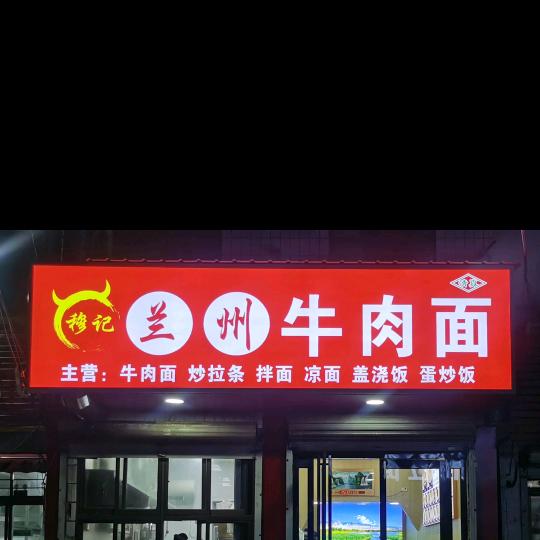 穆记 兰州牛肉面
主营：牛肉面 炒拉条 拌面 凉面 盖浇饭 蛋炒饭